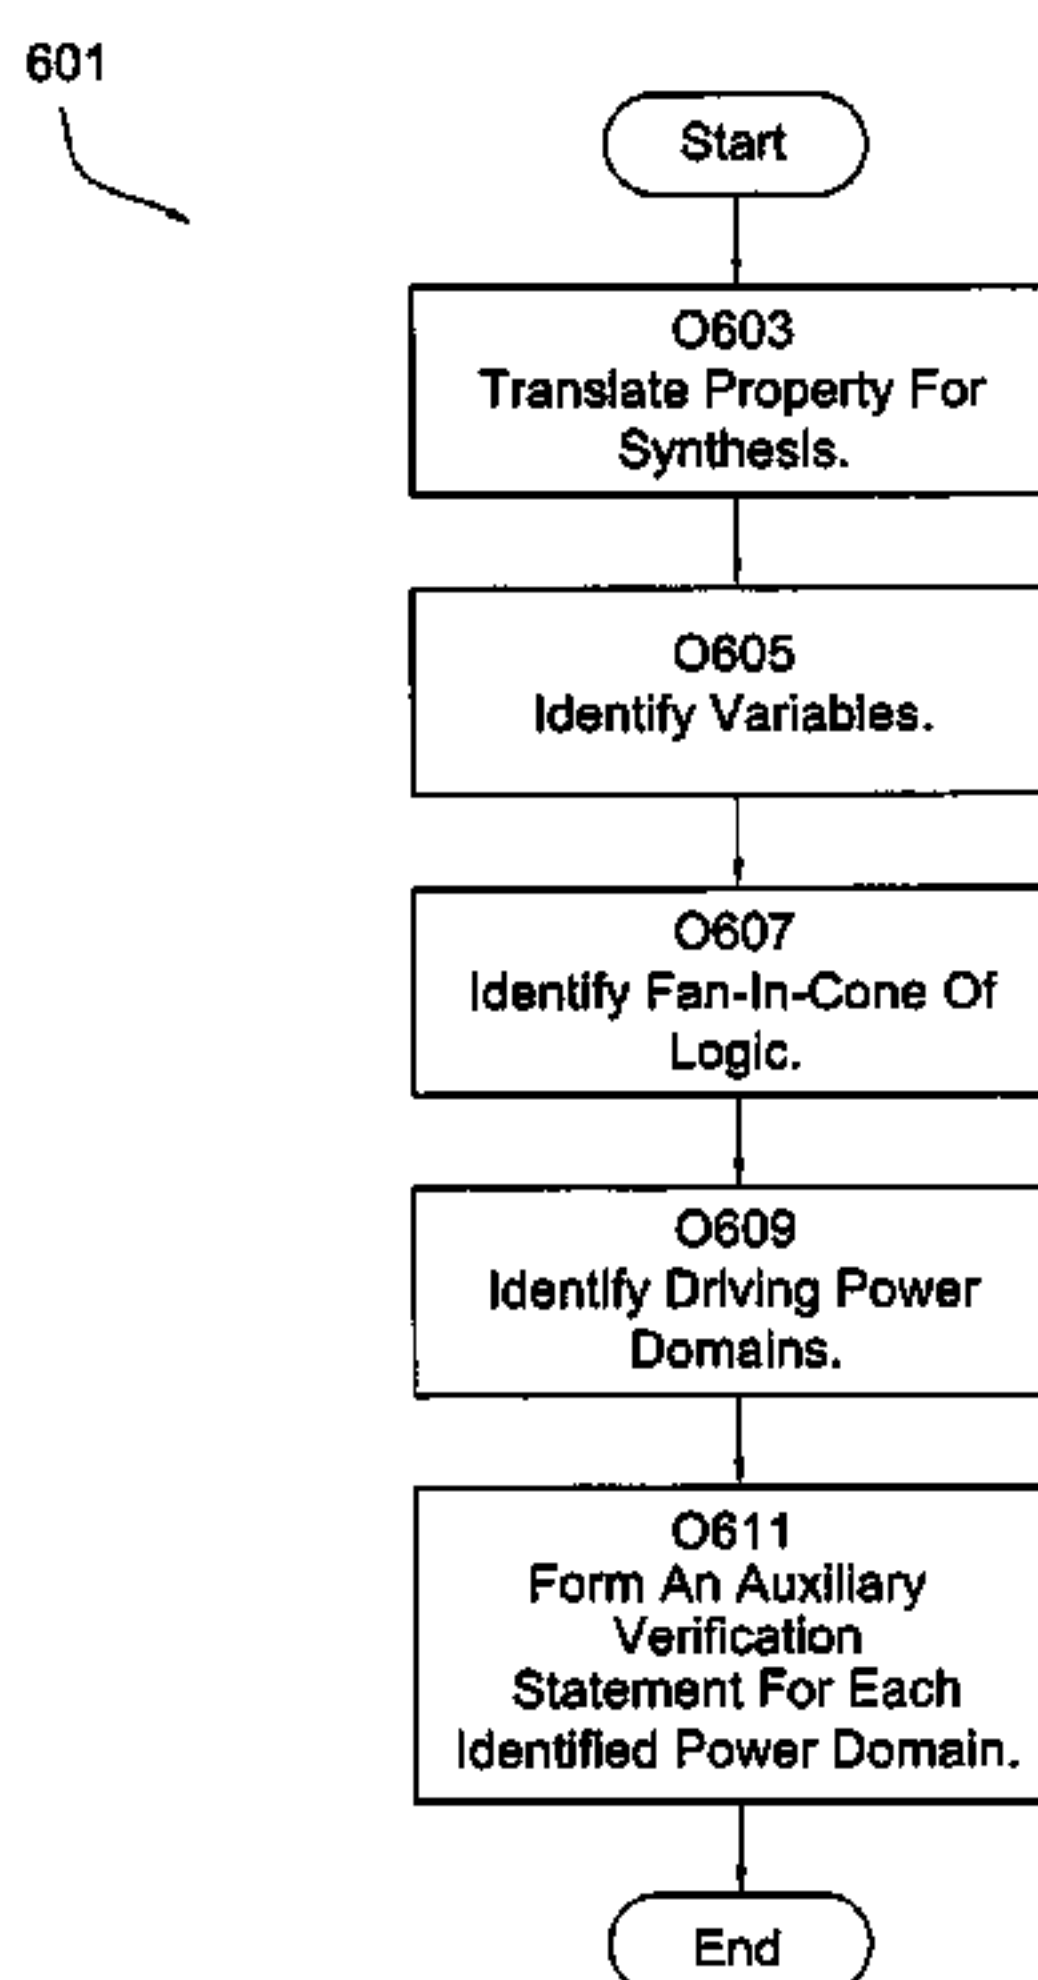 601
Start
O603
Translate Property For
Synthesis.
O605
Identify Variables.
O607
Identify Fan-In-Cone Of
Logic.
O609
Identify Driving Power
Domains.
O611
Form An Auxiliary
Verification
Statement For Each
Identified Power Domain.
End